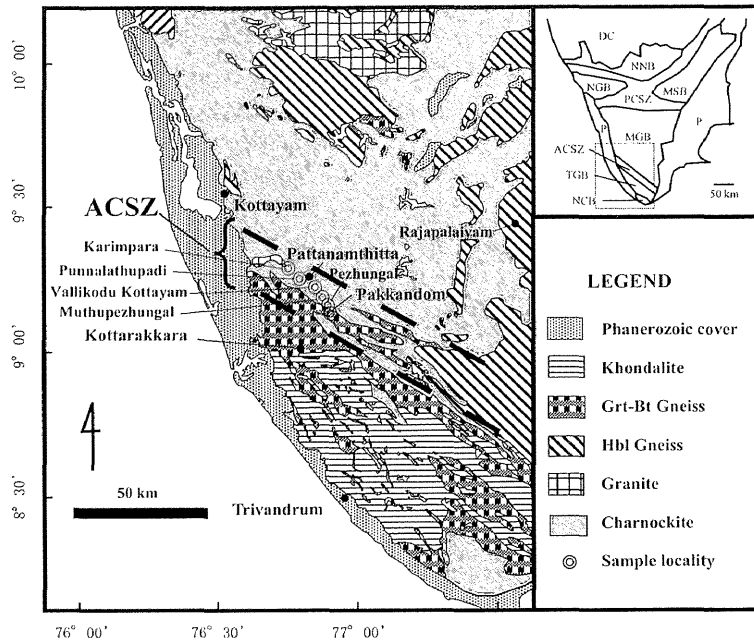 10° 00'
9° 30'
9° 00'
8° 30'
76° 00'
76° 30'
77° 00'
ACSZ
Kottayam
Karimpara
Punnalathupadi
Vallikodu Kottayam
Muthupezhungal
Kottarakkara
Pattanamthitta
Pezhungal
Pakkandom
Rajapalaiyam
Trivandrum
50 km
DC
NNB
NGB
MSB
PCSZ
P
P
MGB
ACSZ
TGB
NCB
50 km
LEGEND
Phanerozoic cover
Khondalite
Grt-Bt Gneiss
Hbl Gneiss
Granite
Charnockite
Sample locality